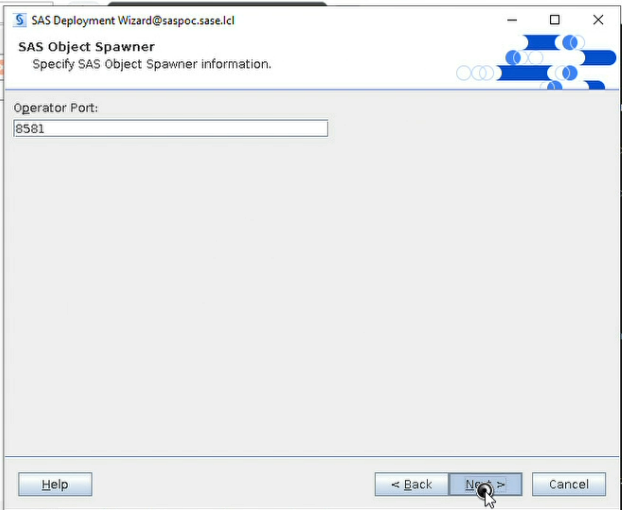 SAS Deployment Wizard@saspoc.sase.lcl
SAS Object Spawner
Specify SAS Object Spawner information.
Operator Port:
8581
Help
< Back
Next >
Cancel